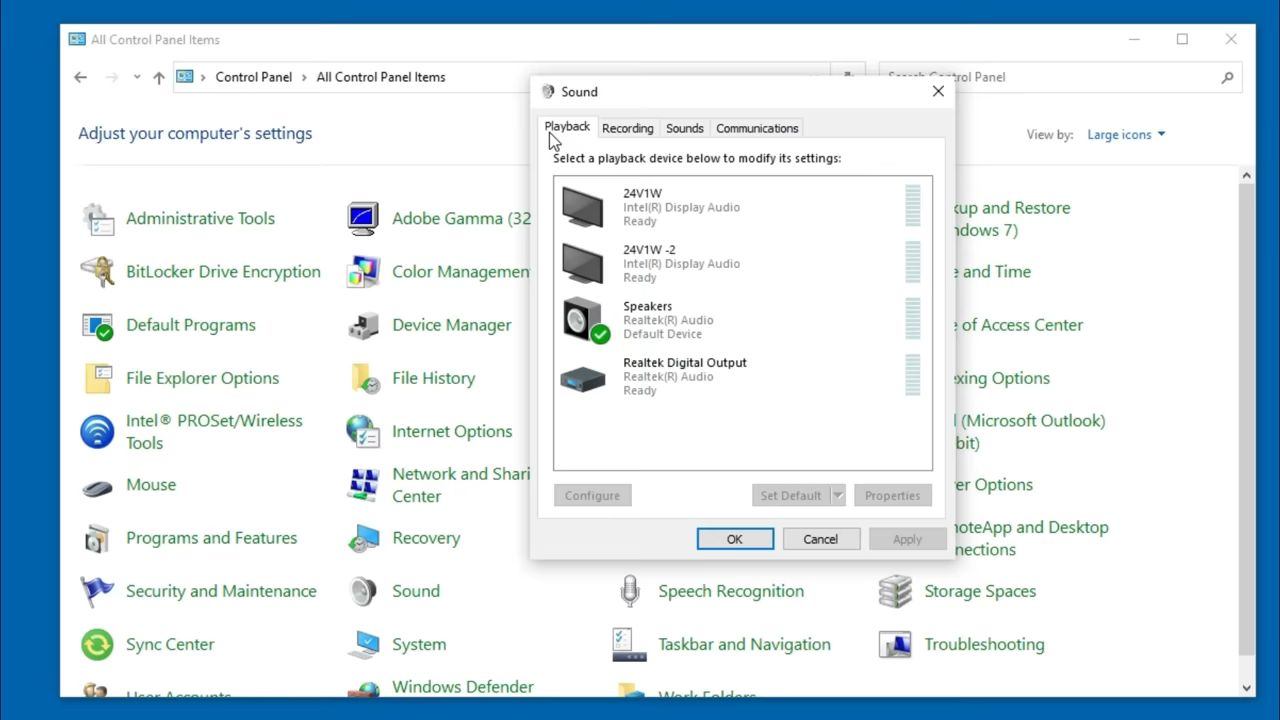 All Control Panel Items
Control Panel
All Control Panel Items
Search Control Panel
Adjust your computer's settings
View by:
Large icons
Administrative Tools
Adobe Gamma (32
kup and Restore
ndows 7)
BitLocker Drive Encryption
Color Management
e and Time
Default Programs
Device Manager
e of Access Center
File Explorer Options
File History
exing Options
Intel® PROSet/Wireless
Tools
Internet Options
l (Microsoft Outlook)
bit)
Mouse
Network and Shari
Center
er Options
Programs and Features
Recovery
noteApp and Desktop
nnections
Security and Maintenance
Sound
Speech Recognition
Storage Spaces
Sync Center
System
Taskbar and Navigation
Troubleshooting
User Accounts
Windows Defender
Work Folders
Sound
Playback
Recording
Sounds
Communications
Select a playback device below to modify its settings:
24V1W
Intel(R) Display Audio
Ready
24V1W -2
Intel(R) Display Audio
Ready
Speakers
Realtek(R) Audio
Default Device
Realtek Digital Output
Realtek(R) Audio
Ready
Configure
Set Default
Properties
OK
Cancel
Apply